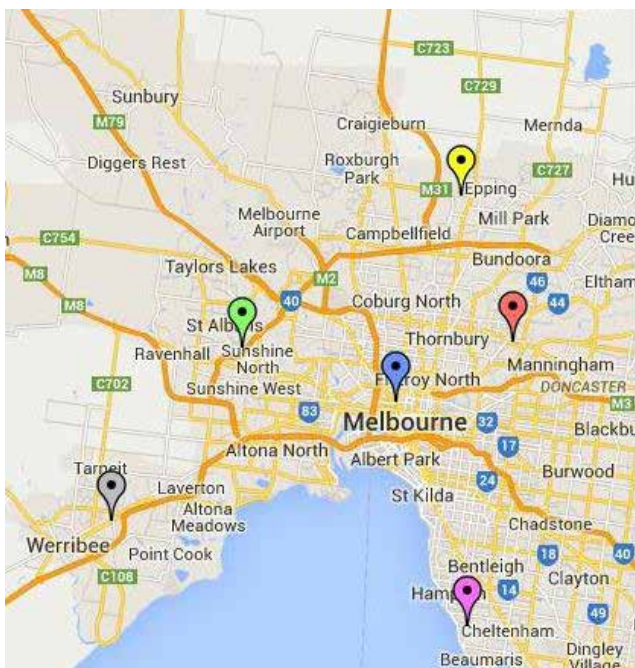 C723
C729
Sunbury
M79
Craigieburn
Mernda
Diggers Rest
Roxburgh
Park
C727
M31
Epping
Hu
Mill Park
Melbourne
Airport
Diamo
Cree
C754
Campbellfield
Bundoora
M8
Taylors Lakes
M2
46
Eltham
40
Coburg North
44
M8
St Alb
s
Thornbury
Ravenhall
Sunshine
North
Manningham
C702
Sunshine West
F
roy North
DONCASTER
M3
83
Melbourne
32
Blackbu
Altona North
Albert Park
17
Tarneit
24
Burwood
Laverton
St Kilda
Altona
Meadows
Chadstone
Werribee
Point Cook
18
40
C108
Bentleigh
Clayton
Ham
n
14
49
Cheltenham
Dingley
Village
Beaumaris